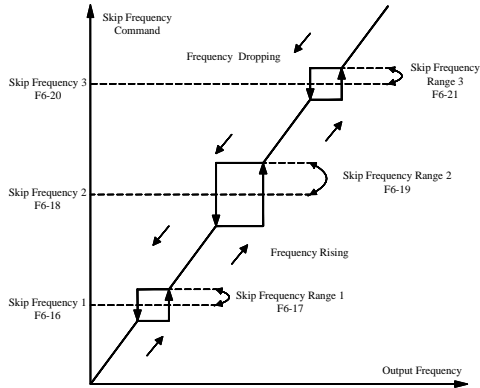 Skip Frequency
Command
Frequency Dropping
Skip Frequency
Range 3
F6-21
Skip Frequency 3
F6-20
Skip Frequency Range 2
F6-19
Skip Frequency 2
F6-18
Frequency Rising
Skip Frequency Range 1
F6-17
Skip Frequency 1
F6-16
Output Frequency